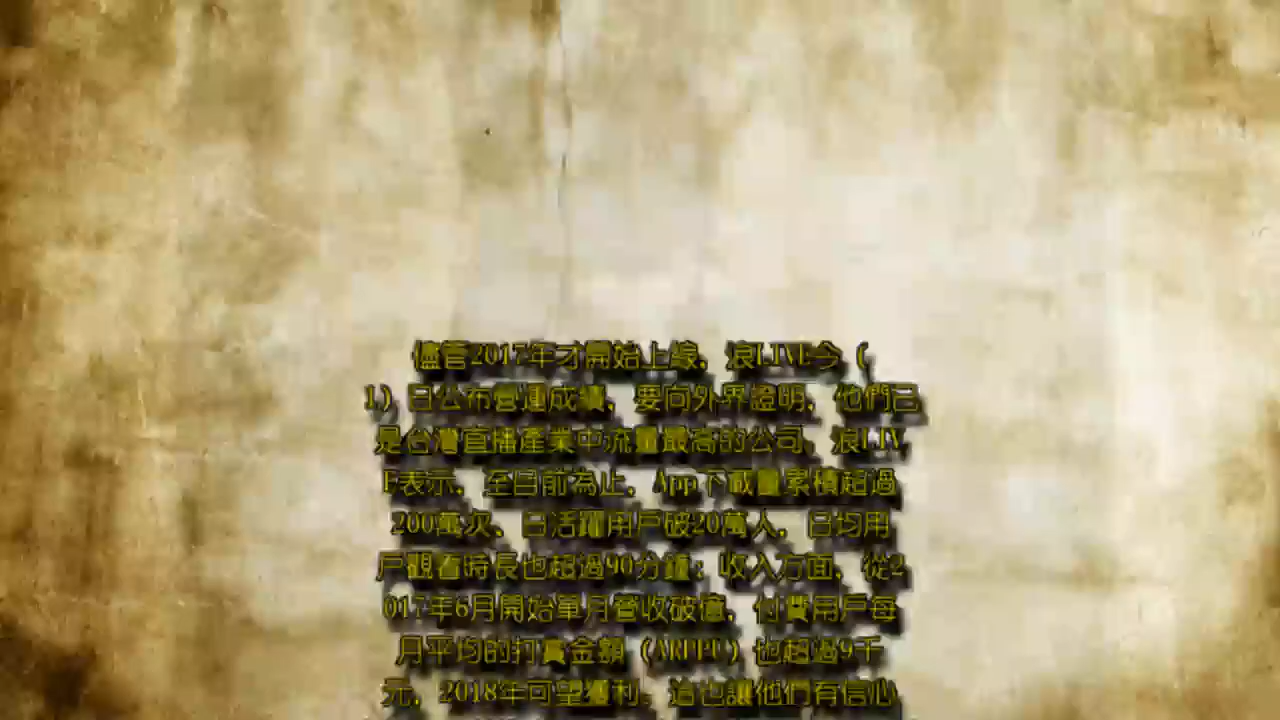 儘管2017年才開始上線，浪LIVE今（
1）日公布營運成績，要向外界證明，他們已
是台灣直播產業中流量最高的公司。浪LIV
E表示，至目前為止，App下載量累積超過
200萬次、日活躍用戶破20萬人，日均用
戶觀看時長也超過90分鐘；收入方面，從2
017年6月開始單月營收破億，付費用戶每
月平均的打賞金額（ARPPU）也超過9千
元，2018年可望獲利。這也讓他們有信心